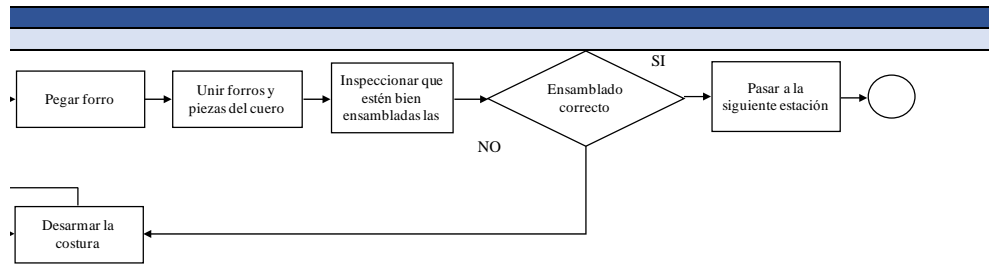 Pegar forro
Unir forros y
piezas del cuero
Inspeccionar que
estén bien
ensambladas las
Ensamblado
correcto
SI
Pasar a la
siguiente estación
NO
Desarmar la
costura